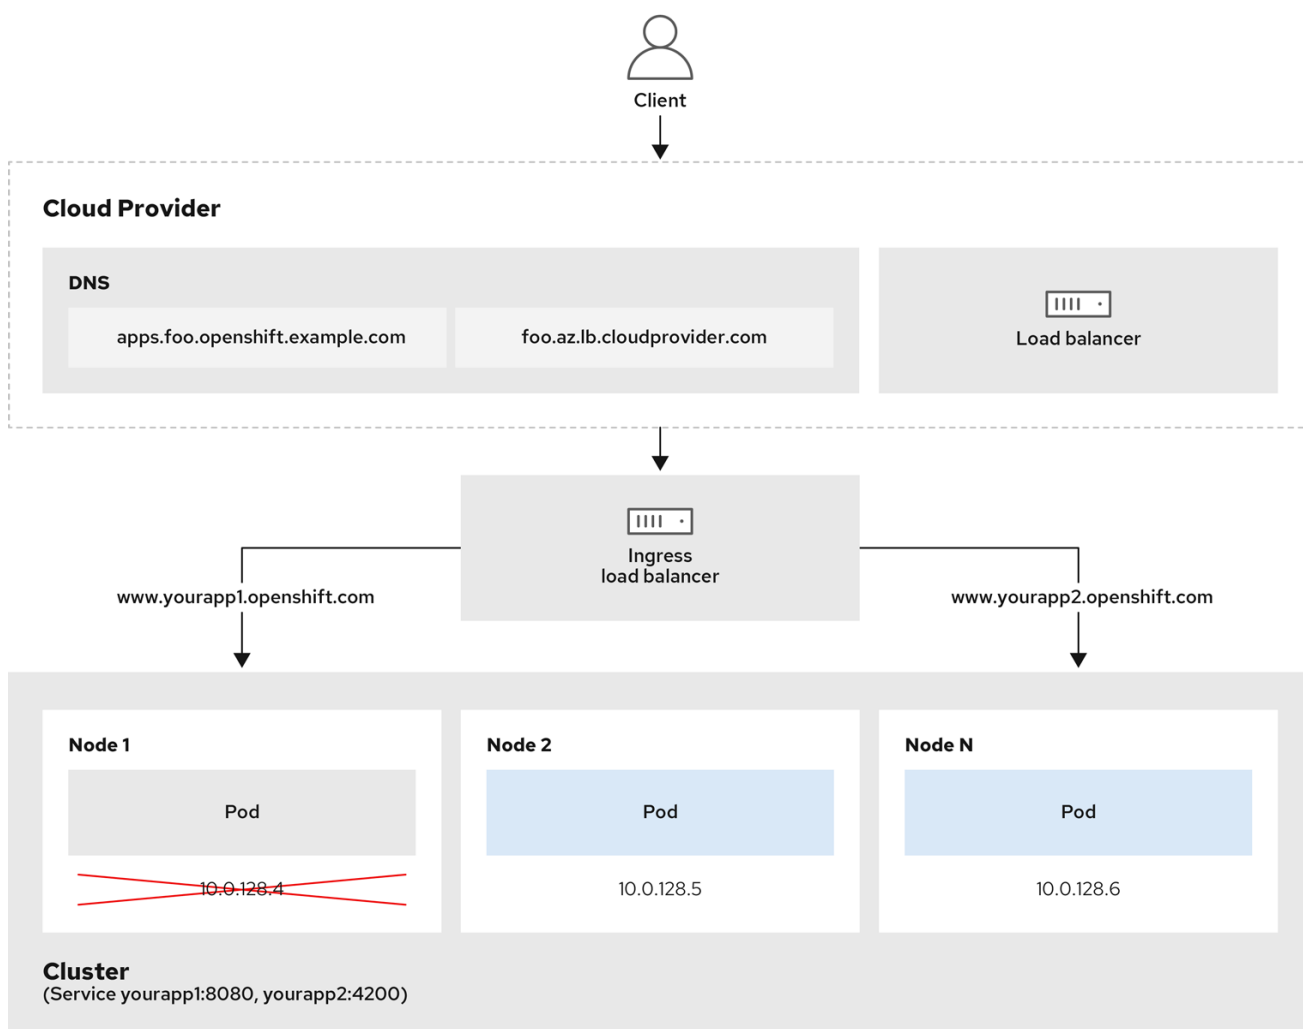 Client
Cloud Provider
DNS
apps.foo.openshift.example.com
foo.az.lb.cloudprovider.com
Load balancer
Ingress
load balancer
www.yourapp1.openshift.com
www.yourapp2.openshift.com
Node 1
Pod
10.0.128.4
Node 2
Pod
10.0.128.5
Node N
Pod
10.0.128.6
Cluster
(Service yourapp1:8080, yourapp2:4200)